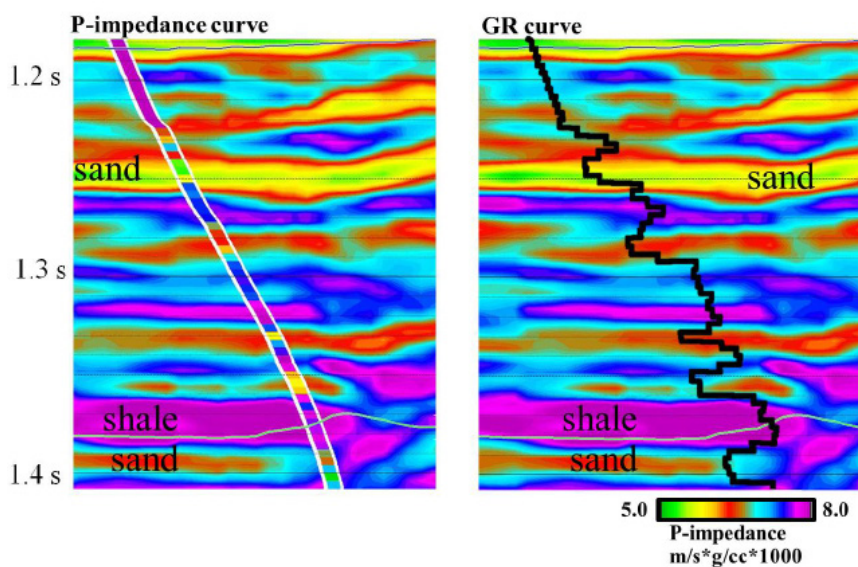 P-impedance curve
GR curve
1.2 s
sand
sand
1.3 s
shale
shale
sand
sand
1.4 s
5.0
8.0
P-impedance
m/s*g/cc*1000